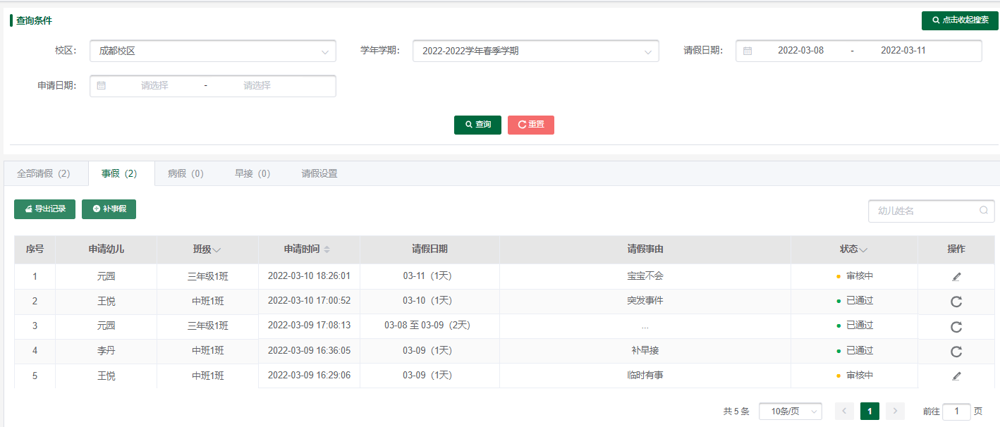 查询条件
点击收起搜索
校区： 成都校区 学年学期： 2022-2022学年春季学期 请假日期： 2022-03-08 - 2022-03-11
申请日期： 请选择 - 请选择
查询 重置
全部请假（2） 事假（2） 病假（0） 早接（0） 请假设置
导出记录 补事假 幼儿姓名
序号 申请幼儿 班级 申请时间 请假日期 请假事由 状态 操作
1 元园 三年级1班 2022-03-10 18:26:01 03-11（1天） 宝宝不会 审核中
2 王悦 中班1班 2022-03-10 17:00:52 03-10（1天） 突发事件 已通过
3 元园 三年级1班 2022-03-09 17:08:13 03-08 至 03-09（2天） ... 已通过
4 李丹 中班1班 2022-03-09 16:36:05 03-09（1天） 补早接 已通过
5 王悦 中班1班 2022-03-09 16:29:06 03-09（1天） 临时有事 审核中
共 5 条 10条/页 1 前往 1 页